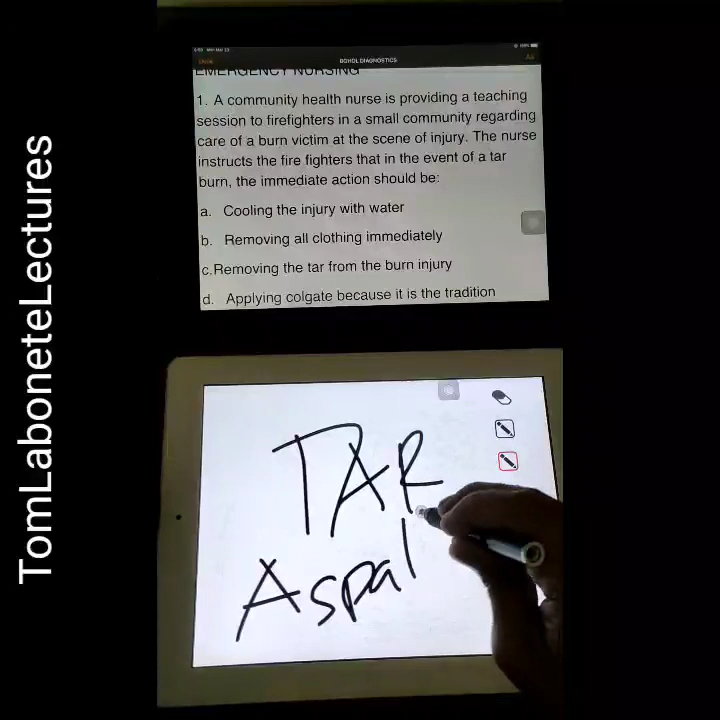 TomLaboneteLectures
BOHOL DIAGNOSTICS
EMERGENCY NURSING
1. A community health nurse is providing a teaching
session to firefighters in a small community regarding
care of a burn victim at the scene of injury. The nurse
instructs the fire fighters that in the event of a tar
burn, the immediate action should be:
a. Cooling the injury with water
b. Removing all clothing immediately
c.Removing the tar from the burn injury
d. Applying colgate because it is the tradition
TAR
Aspal